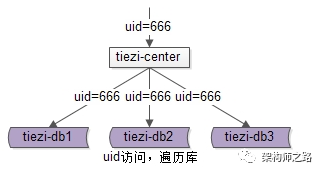 uid=666
tiezi-center
uid=666 uid=666 uid=666
tiezi-db1 tiezi-db2 tiezi-db3
uid访问，遍历库
架构师之路